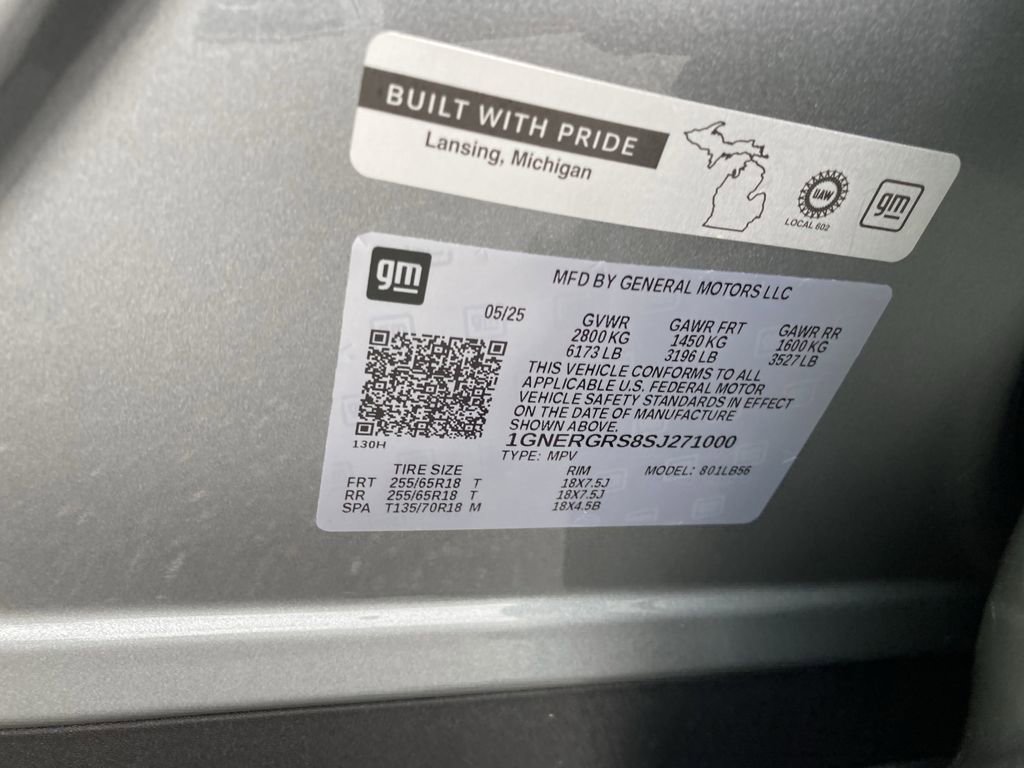 BUILT WITH PRIDE
Lansing, Michigan
UAW
LOCAL 602
gm
gm
MFD BY GENERAL MOTORS LLC
05/25
GVWR GAWR FRT GAWR RR
2800 KG 1450 KG 1600 KG
6173 LB 3196 LB 3527 LB
THIS VEHICLE CONFORMS TO ALL
APPLICABLE U.S. FEDERAL MOTOR
VEHICLE SAFETY STANDARDS IN EFFECT
ON THE DATE OF MANUFACTURE
SHOWN ABOVE.
130H
1GNERGRS8SJ271000
TYPE: MPV
TIRE SIZE RIM MODEL: 801LB56
FRT 255/65R18 T 18X7.5J
RR 255/65R18 T 18X7.5J
SPA T135/70R18 M 18X4.5B